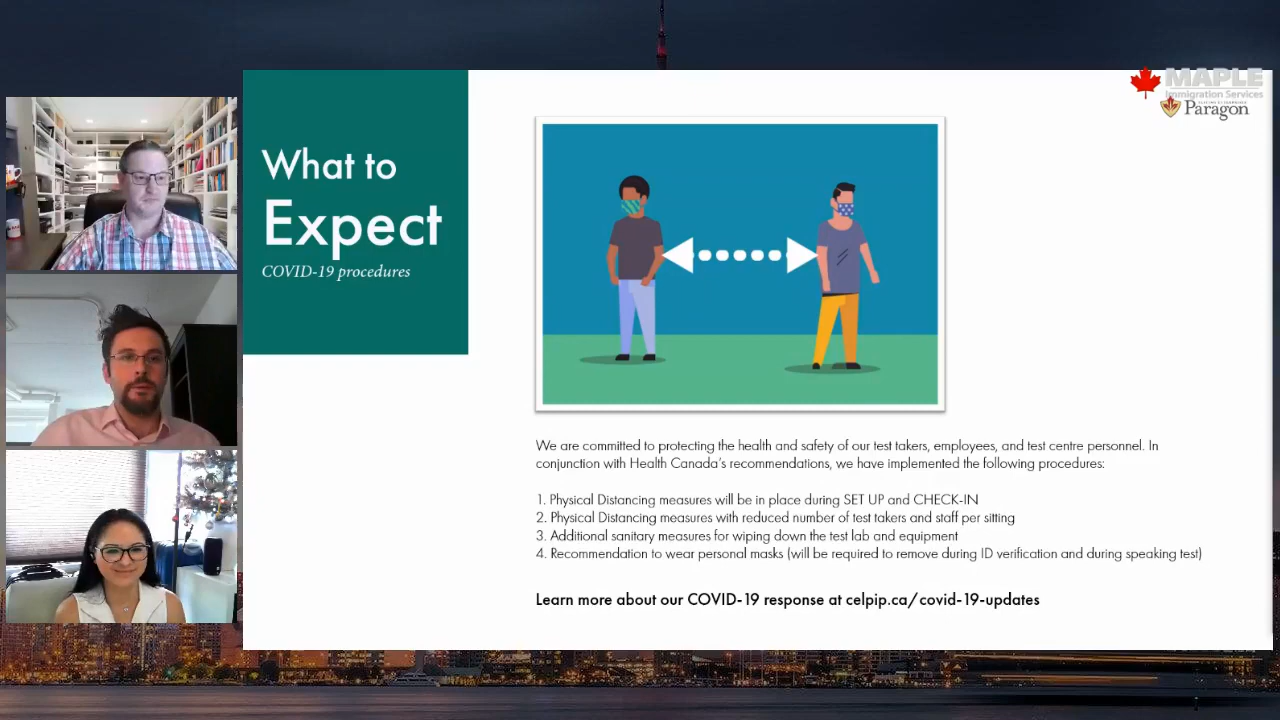 What to
Expect
COVID-19 procedures
MAPLE
Immigration Services
Paragon
We are committed to protecting the health and safety of our test takers, employees, and test centre personnel. In
conjunction with Health Canada's recommendations, we have implemented the following procedures:
1. Physical Distancing measures will be in place during SET UP and CHECK-IN
2. Physical Distancing measures with reduced number of test takers and staff per sitting
3. Additional sanitary measures for wiping down the test lab and equipment
4. Recommendation to wear personal masks (will be required to remove during ID verification and during speaking test)
Learn more about our COVID-19 response at celpip.ca/covid-19-updates